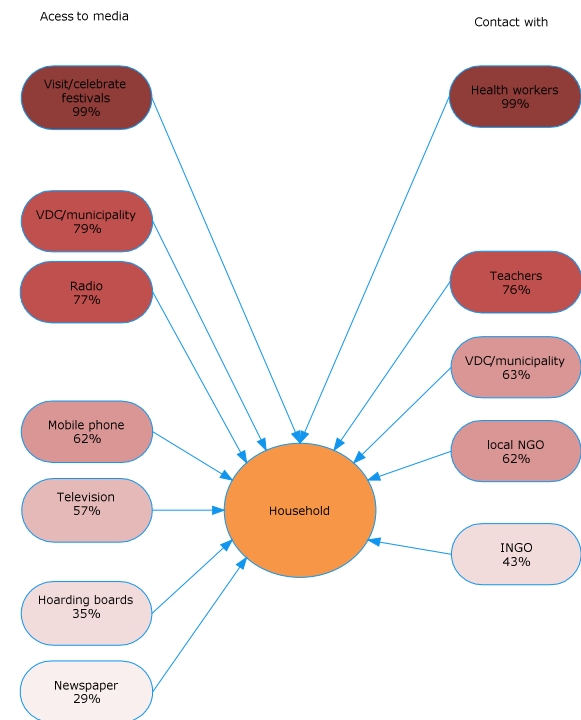 Acess to media
Contact with
Visit/celebrate
festivals
99%
Health workers
99%
VDC/municipality
79%
Radio
77%
Teachers
76%
VDC/municipality
63%
Mobile phone
62%
local NGO
62%
Television
57%
Household
INGO
43%
Hoarding boards
35%
Newspaper
29%